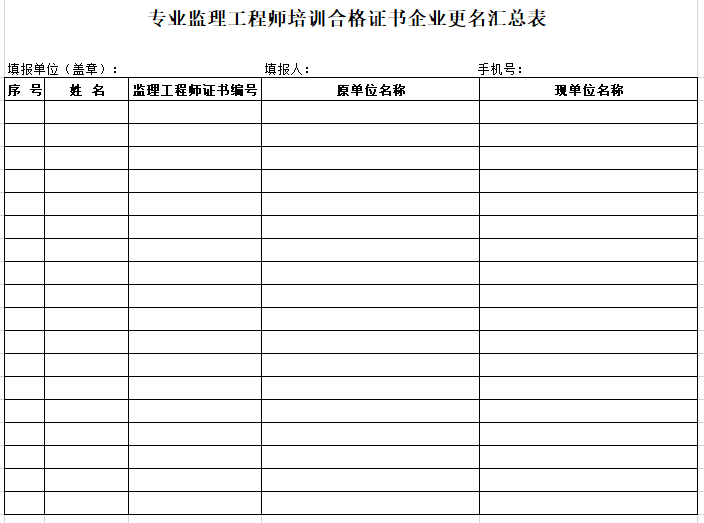 专业监理工程师培训合格证书企业更名汇总表
填报单位（盖章）： 填报人： 手机号：
序 号 姓 名 监理工程师证书编号 原单位名称 现单位名称